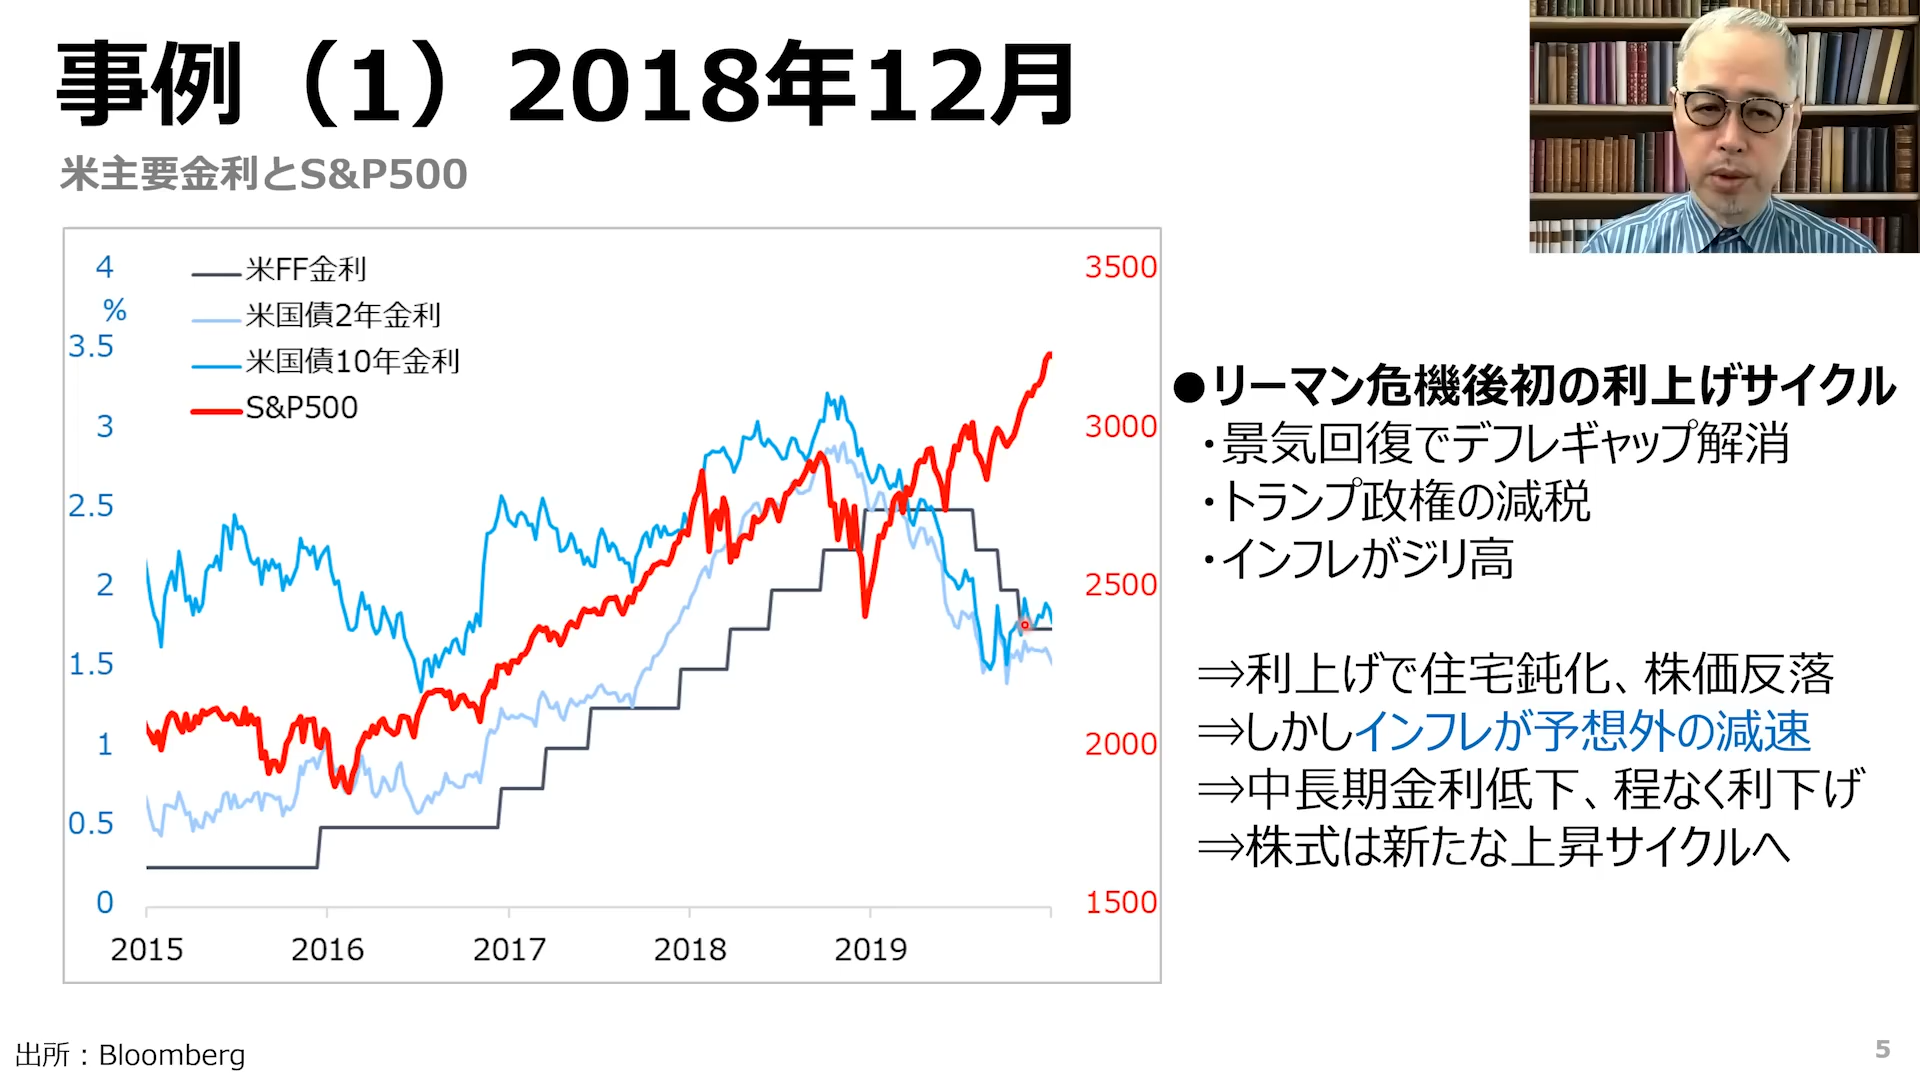 事例（1）2018年12月
米主要金利とS&P500
米FF金利
米国債2年金利
米国債10年金利
S&P500
4
%
3.5
3
2.5
2
1.5
1
0.5
0
3500
3000
2500
2000
1500
2015 2016 2017 2018 2019
●リーマン危機後初の利上げサイクル
・景気回復でデフレギャップ解消
・トランプ政権の減税
・インフレがジリ高
⇒利上げで住宅鈍化、株価反落
⇒しかしインフレが予想外の減速
⇒中長期金利低下、程なく利下げ
⇒株式は新たな上昇サイクルへ
出所：Bloomberg
5